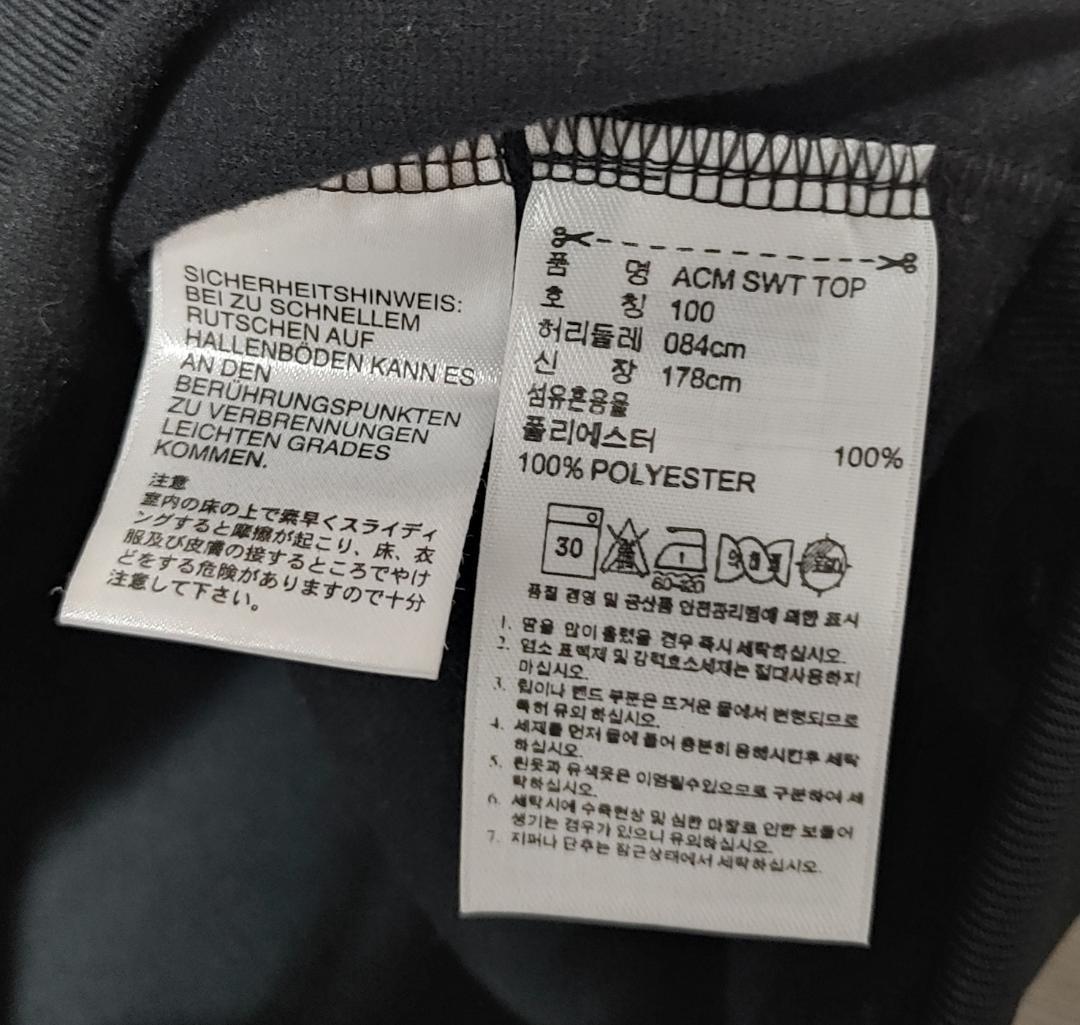 SICHERHEITSHINWEIS:
BEI ZU SCHNELLEM
RUTSCHEN AUF
HALLENBÖDEN KANN ES
AN DEN
BERÜHRUNGSPUNKTEN
ZU VERBRENNUNGEN
LEICHTEN GRADES
KOMMEN.
注意
室内の床の上で素早くスライディ
ングすると摩擦が起こり、床、衣
服及び皮膚の接するところでやけ
どをする危険がありますので十分
注意して下さい。
품 명 ACM SWT TOP
호 칭 100
허리둘레 084cm
신 장 178cm
섬유혼용율
폴리에스터 100%
100% POLYESTER
30
품질 경영 및 공산품 안전관리법에 의한 표시
1. 땀을 많이 흘렸을 경우 즉시 세탁하십시오.
2. 염소 표백제 및 강력효소세제는 절대사용하지
마십시오.
3. 립이나 밴드 부분은 뜨거운 물에서 변형되므로
특히 유의 하십시오.
4. 세제를 먼저 물에 풀어 충분히 용해시킨후 세탁
하십시오.
5. 흰옷과 유색옷은 이염될수있으므로 구분하여 세
탁하십시오.
6. 세탁시에 수축현상 및 심한 마찰로 인한 보풀이
생기는 경우가 있으니 유의하십시오.
7. 지퍼나 단추는 잠근상태에서 세탁하십시오.